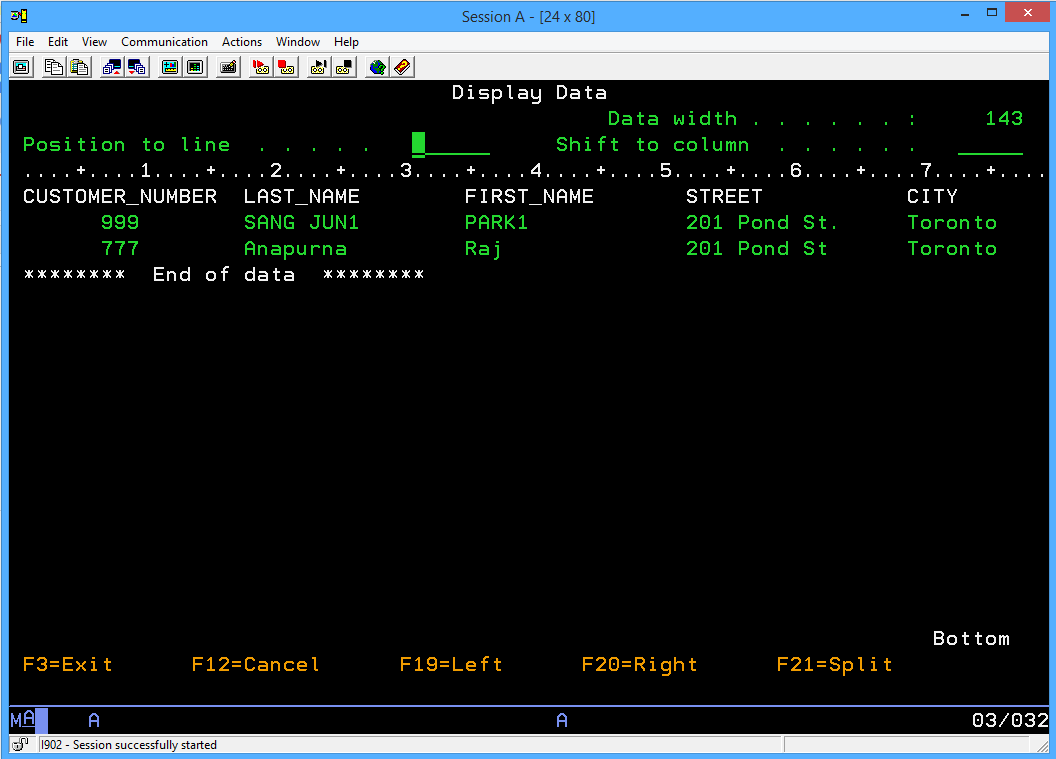 Session A - [24 x 80]
File Edit View Communication Actions Window Help
Display Data
Data width . . . . . . . : 143
Position to line . . . . . Shift to column . . . . . .
....+....1....+....2....+....3....+....4....+....5....+....6....+....7....+....
CUSTOMER_NUMBER LAST_NAME FIRST_NAME STREET CITY
999 SANG JUN1 PARK1 201 Pond St. Toronto
777 Anapurna Raj 201 Pond St Toronto
******** End of data ********
Bottom
F3=Exit F12=Cancel F19=Left F20=Right F21=Split
MA A A 03/032
I902 - Session successfully started